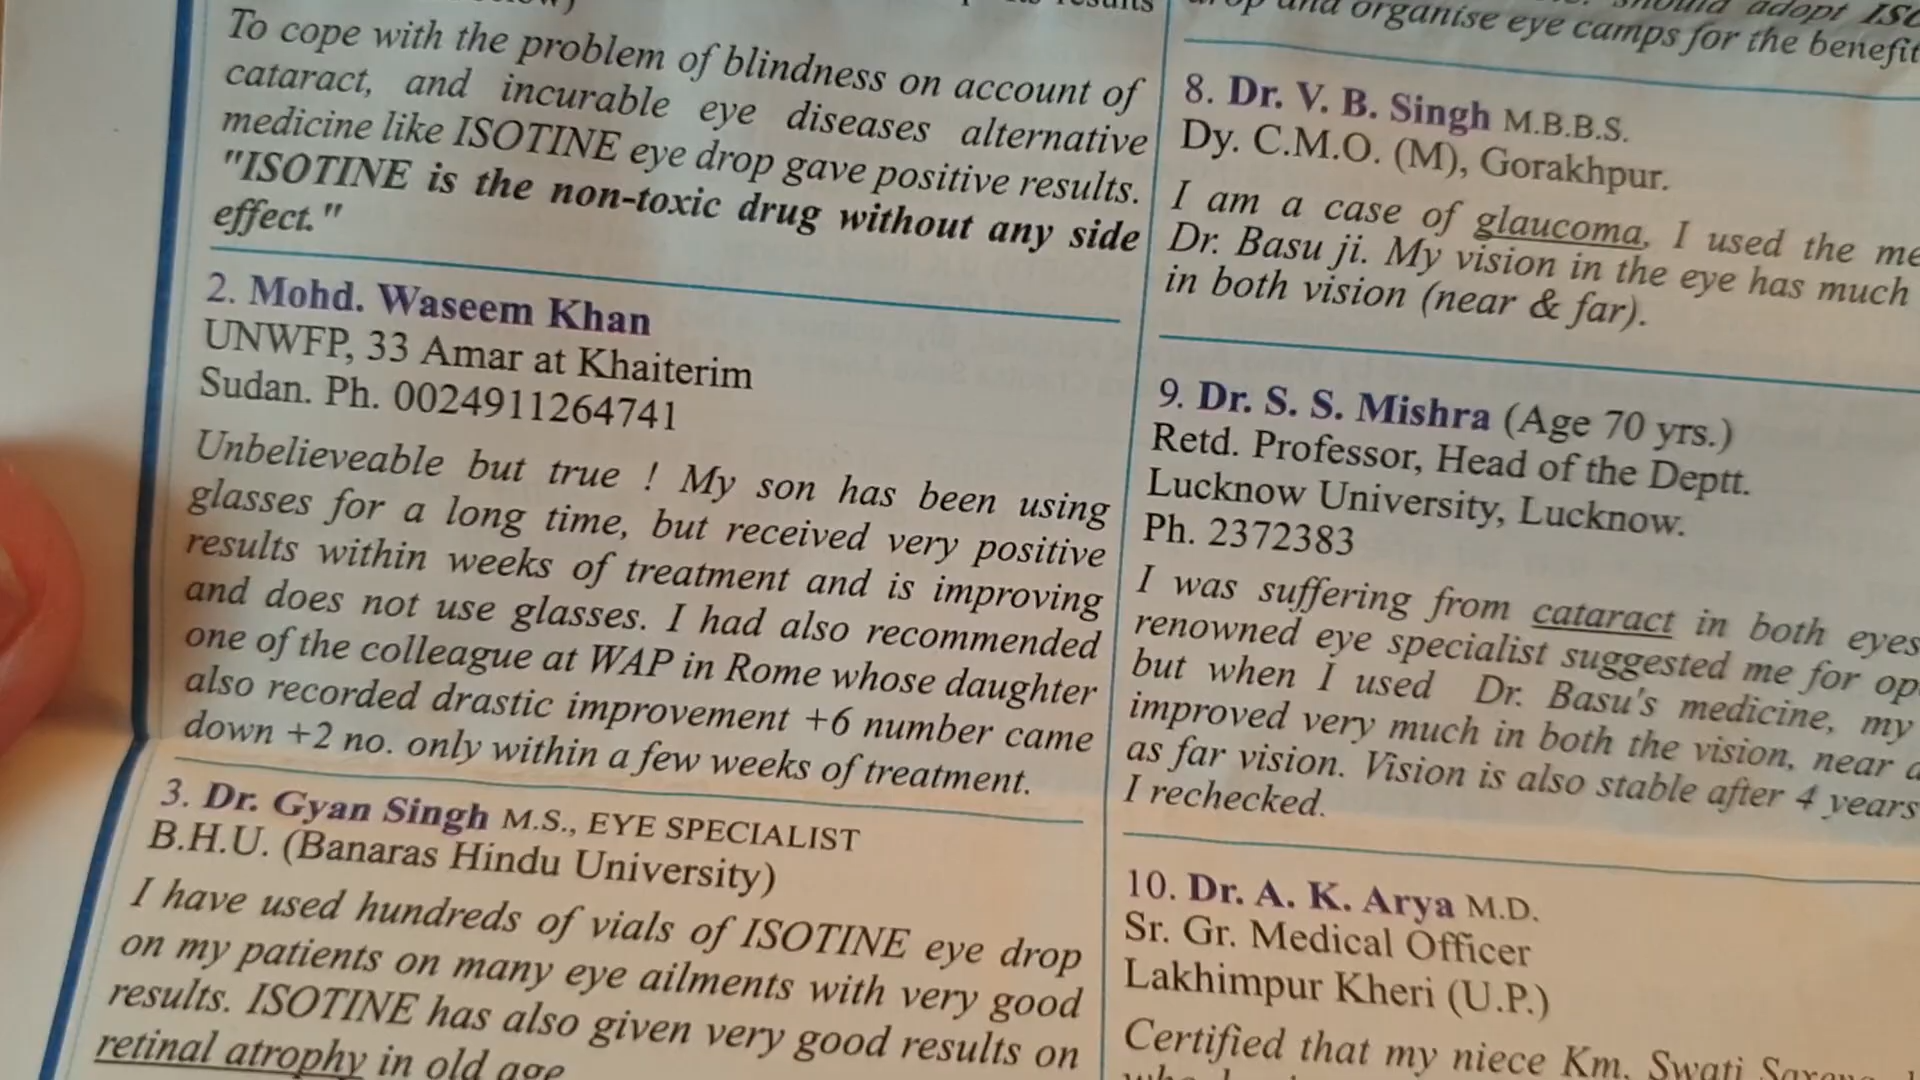 results
To cope with the problem of blindness on account of
cataract, and incurable eye diseases alternative
medicine like ISOTINE eye drop gave positive results.
"ISOTINE is the non-toxic drug without any side
effect."
2. Mohd. Waseem Khan
UNWFP, 33 Amar at Khaiterim
Sudan. Ph. 0024911264741
Unbelieveable but true ! My son has been using
glasses for a long time, but received very positive
results within weeks of treatment and is improving
and does not use glasses. I had also recommended
one of the colleague at WAP in Rome whose daughter
also recorded drastic improvement +6 number came
down +2 no. only within a few weeks of treatment.
3. Dr. Gyan Singh M.S., EYE SPECIALIST
B.H.U. (Banaras Hindu University)
I have used hundreds of vials of ISOTINE eye drop
on my patients on many eye ailments with very good
results. ISOTINE has also given very good results on
retinal atrophy in old age
should adopt
drop and organise eye camps for the benefit
8. Dr. V. B. Singh M.B.B.S.
Dy. C.M.O. (M), Gorakhpur.
I am a case of glaucoma, I used the
Dr. Basu ji. My vision in the eye has much
in both vision (near & far).
9. Dr. S. S. Mishra (Age 70 yrs.)
Retd. Professor, Head of the Deptt.
Lucknow University, Lucknow.
Ph. 2372383
I was suffering from cataract in both eyes
renowned eye specialist suggested me for
but when I used Dr. Basu's medicine, my
improved very much in both the vision, near
as far vision. Vision is also stable after 4 years
I rechecked.
10. Dr. A. K. Arya M.D.
Sr. Gr. Medical Officer
Lakhimpur Kheri (U.P.)
Certified that my niece Km. Swati